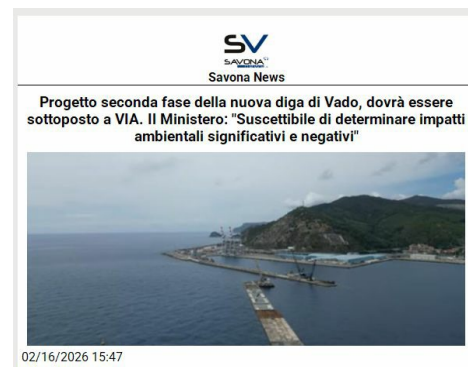 SV
SAVONA
Savona News
Progetto seconda fase della nuova diga di Vado, dovrà essere
sottoposto a VIA. Il Ministero: "Suscettibile di determinare impatti
ambientali significativi e negativi"
02/16/2026 15:47